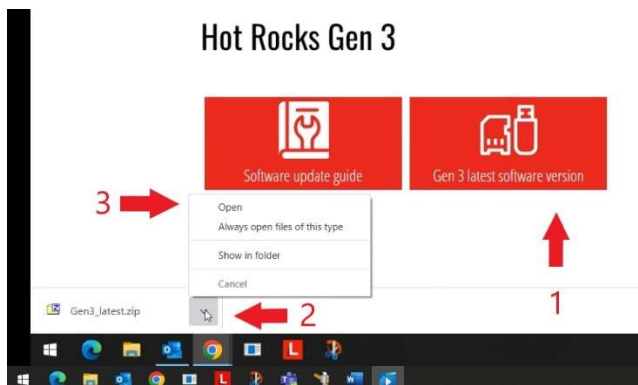 Hot Rocks Gen 3
Software update guide
Gen 3 latest software version
3
Open
Always open files of this type
Show in folder
Cancel
1
Gen3_latest.zip
2